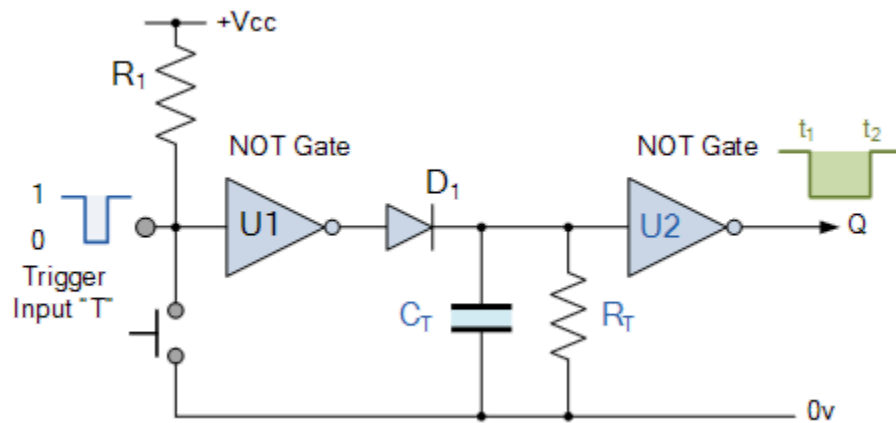 +Vcc
R1
NOT Gate
NOT Gate
t1 t2
D1
1
0
U1
U2
Q
Trigger
Input "T"
CT
RT
0v